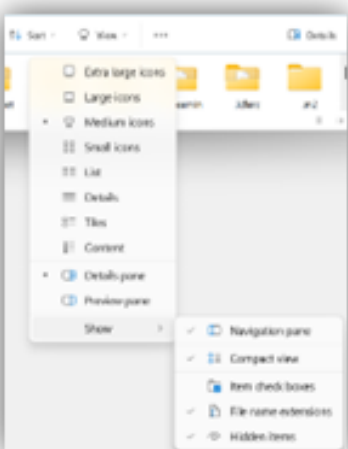 Sort
View
Details
Extra large icons
Large icons
Medium icons
Small icons
List
Details
Tiles
Content
Details pane
Preview pane
Show
Navigation pane
Compact view
Item check boxes
File name extensions
Hidden items